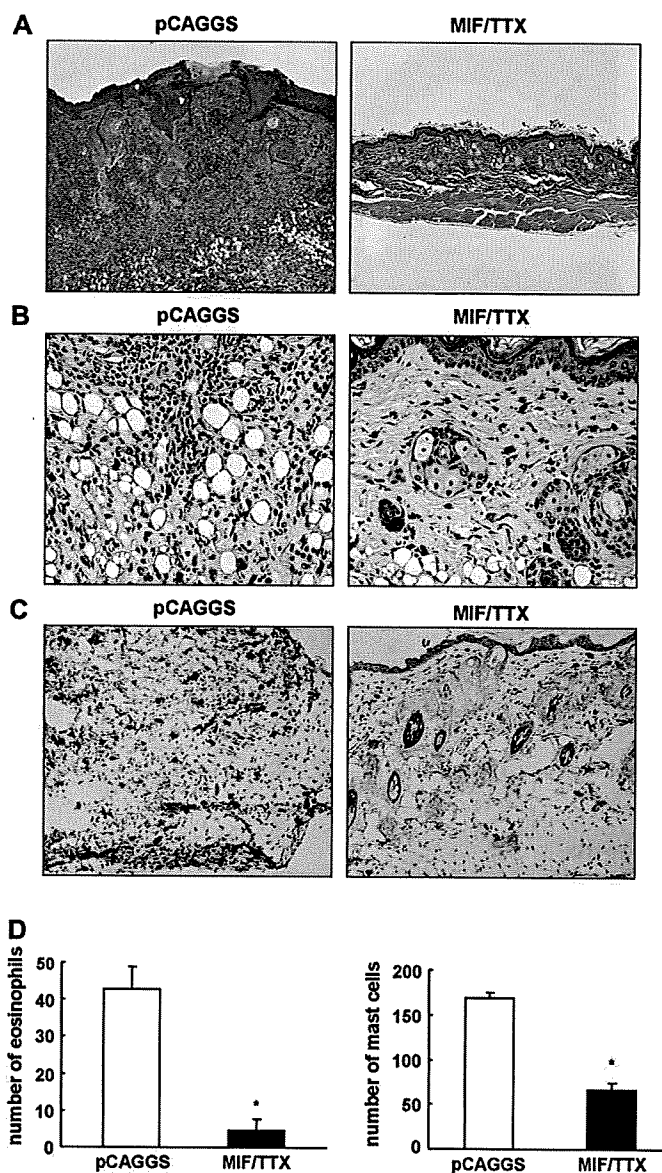 A
pCAGGS MIF/TTX
B
pCAGGS MIF/TTX
C
pCAGGS MIF/TTX
D
number of eosinophils
50
40
30
20
10
0
*
pCAGGS MIF/TTX
number of mast cells
200
150
100
50
0
*
pCAGGS MIF/TTX